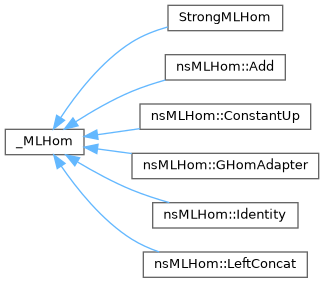 StrongMLHom
nsMLHom::Add
nsMLHom::ConstantUp
_MLHom
nsMLHom::GHomAdapter
nsMLHom::Identity
nsMLHom::LeftConcat